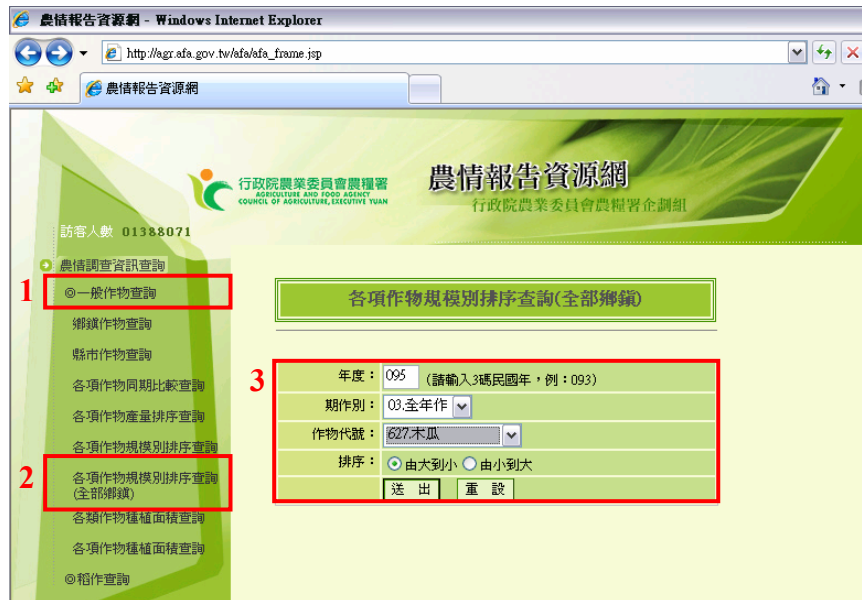 農情報告資源網 - Windows Internet Explorer
http://agr.afa.gov.tw/afa/afa_frame.jsp
農情報告資源網
行政院農業委員會農糧署
AGRICULTURE AND FOOD AGENCY
COUNCIL OF AGRICULTURE, EXECUTIVE YUAN
農情報告資源網
行政院農業委員會農糧署企劃組
訪客人數 01388071
農情調查資訊查詢
1
◎一般作物查詢
鄉鎮作物查詢
縣市作物查詢
各項作物同期比較查詢
各項作物產量排序查詢
各項作物規模別排序查詢
2
各項作物規模別排序查詢
(全部鄉鎮)
各類作物種植面積查詢
各項作物種植面積查詢
◎稻作查詢
各項作物規模別排序查詢(全部鄉鎮)
3
年度： 095 (請輸入3碼民國年，例：093)
期作別： 03.全年作
作物代號： 627.木瓜
排序： 由大到小 由小到大
送 出 重 設